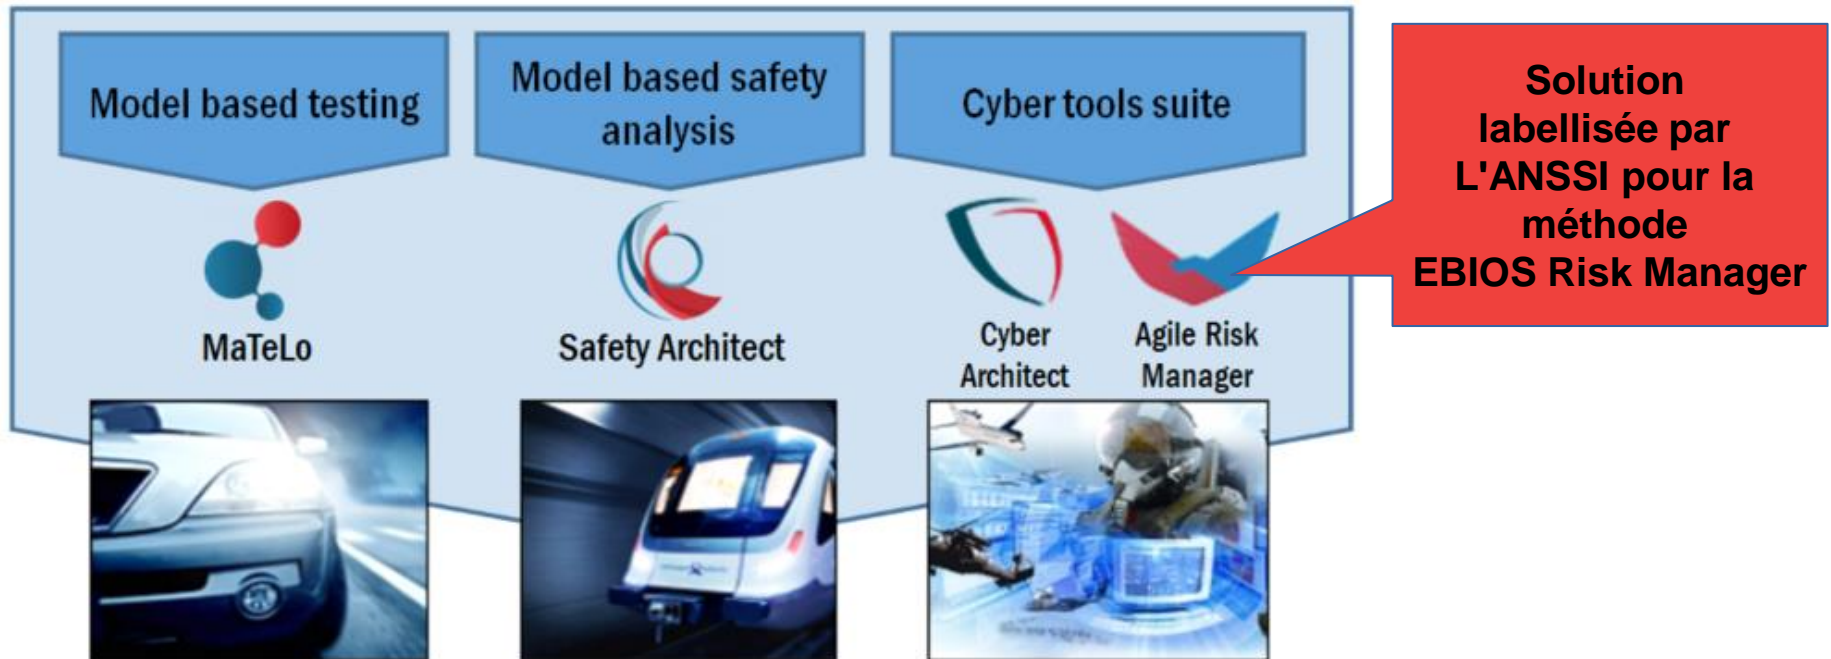 Model based testing
Model based safety
analysis
Cyber tools suite
MaTeLo
Safety Architect
Cyber
Architect
Agile Risk
Manager
Solution
labellisée par
L'ANSSI pour la
méthode
EBIOS Risk Manager